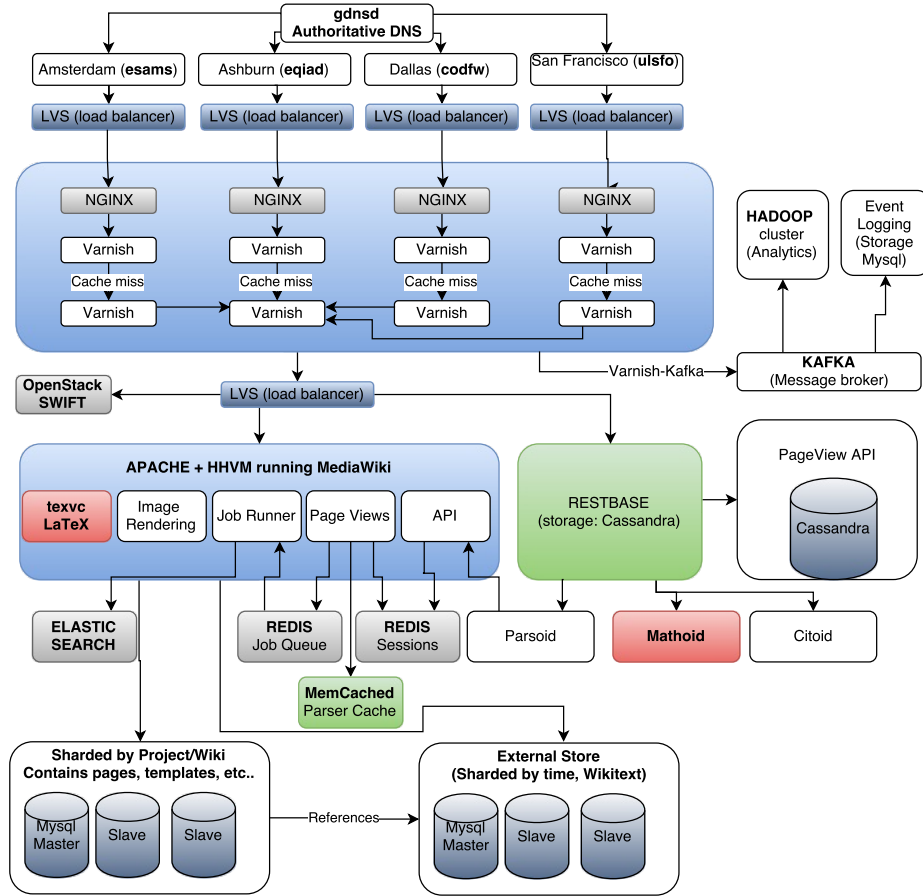 gdnsd
Authoritative DNS
Amsterdam (esams)
Ashburn (eqiad)
Dallas (codfw)
San Francisco (ulsfo)
LVS (load balancer)
LVS (load balancer)
LVS (load balancer)
LVS (load balancer)
NGINX
NGINX
NGINX
NGINX
Varnish
Varnish
Varnish
Varnish
Cache miss
Cache miss
Cache miss
Cache miss
Varnish
Varnish
Varnish
Varnish
HADOOP
cluster
(Analytics)
Event
Logging
(Storage
Mysql)
Varnish-Kafka
KAFKA
(Message broker)
OpenStack
SWIFT
LVS (load balancer)
APACHE + HHVM running MediaWiki
texvc
LaTeX
Image
Rendering
Job Runner
Page Views
API
RESTBASE
(storage: Cassandra)
PageView API
Cassandra
ELASTIC
SEARCH
REDIS
Job Queue
REDIS
Sessions
Parsoid
Mathoid
Citoid
MemCached
Parser Cache
Sharded by Project/Wiki
Contains pages, templates, etc..
Mysql
Master
Slave
Slave
References
External Store
(Sharded by time, Wikitext)
Mysql
Master
Slave
Slave